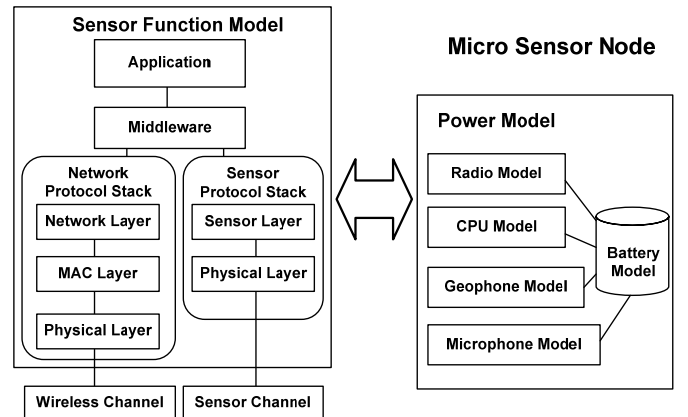 Sensor Function Model
Application
Middleware
Network
Protocol Stack
Network Layer
MAC Layer
Physical Layer
Sensor
Protocol Stack
Sensor Layer
Physical Layer
Wireless Channel
Sensor Channel
Micro Sensor Node
Power Model
Radio Model
CPU Model
Geophone Model
Microphone Model
Battery
Model